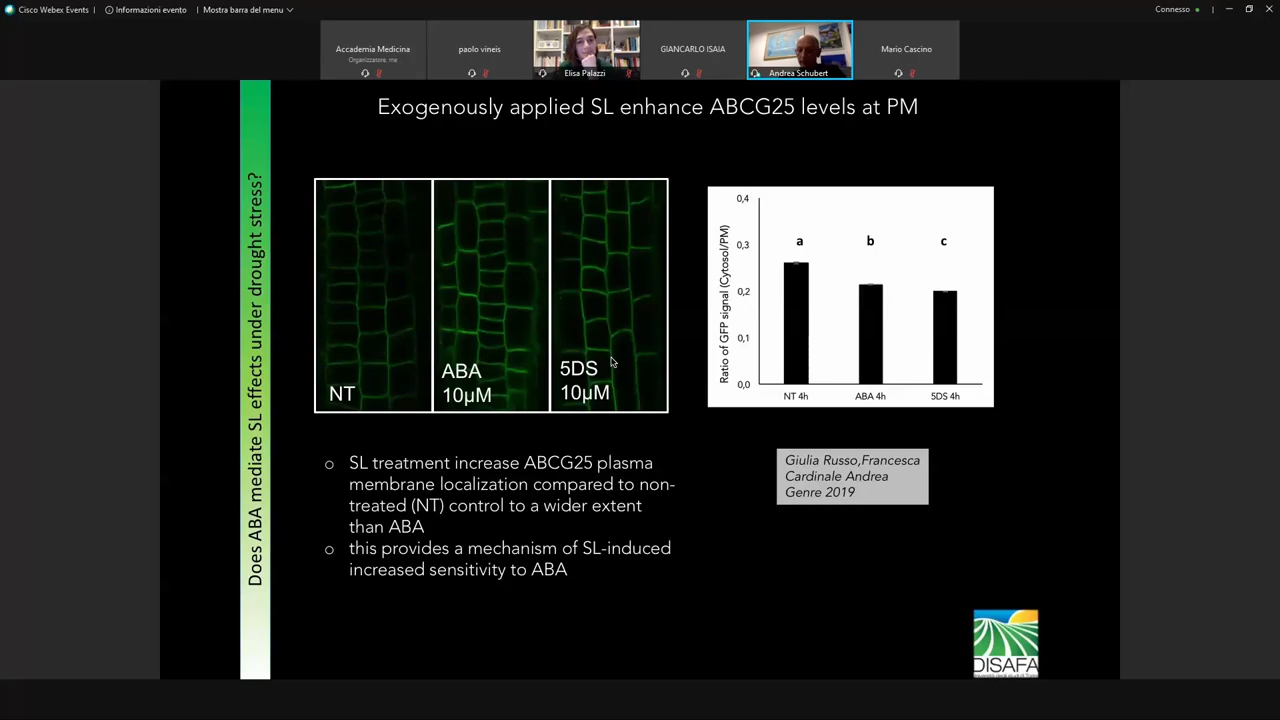 Cisco Webex Events
Informazioni evento
Mostra barra del menu
Connesso
Accademia Medicina
Organizzatore, me
paolo vineis
Elisa Palazzi
GIANCARLO ISAIA
Andrea Schubert
Mario Cascino
Exogenously applied SL enhance ABCG25 levels at PM
Does ABA mediate SL effects under drought stress?
NT
ABA
10µM
5DS
10µM
Ratio of GFP signal (Cytosol/PM)
0,4
0,3
0,2
0,1
0,0
a
b
c
NT 4h
ABA 4h
5DS 4h
o SL treatment increase ABCG25 plasma
membrane localization compared to non-
treated (NT) control to a wider extent
than ABA
o this provides a mechanism of SL-induced
increased sensitivity to ABA
Giulia Russo,Francesca
Cardinale Andrea
Genre 2019
DISAFA